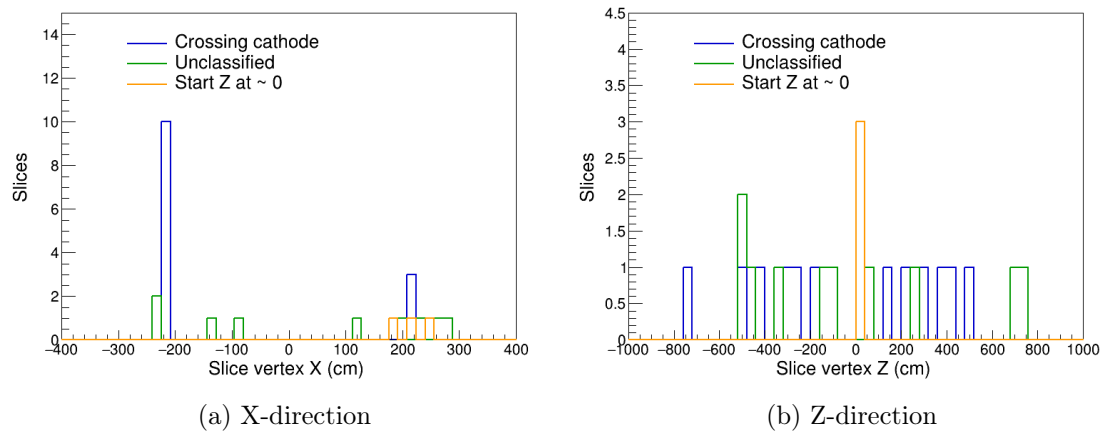 14
12
10
8
6
4
2
0
Slices
Crossing cathode
Unclassified
Start Z at ~ 0
−400 −300 −200 −100 0 100 200 300 400
Slice vertex X (cm)
(a) X-direction
4.5
4
3.5
3
2.5
2
1.5
1
0.5
0
Slices
Crossing cathode
Unclassified
Start Z at ~ 0
−1000 −800 −600 −400 −200 0 200 400 600 800 1000
Slice vertex Z (cm)
(b) Z-direction